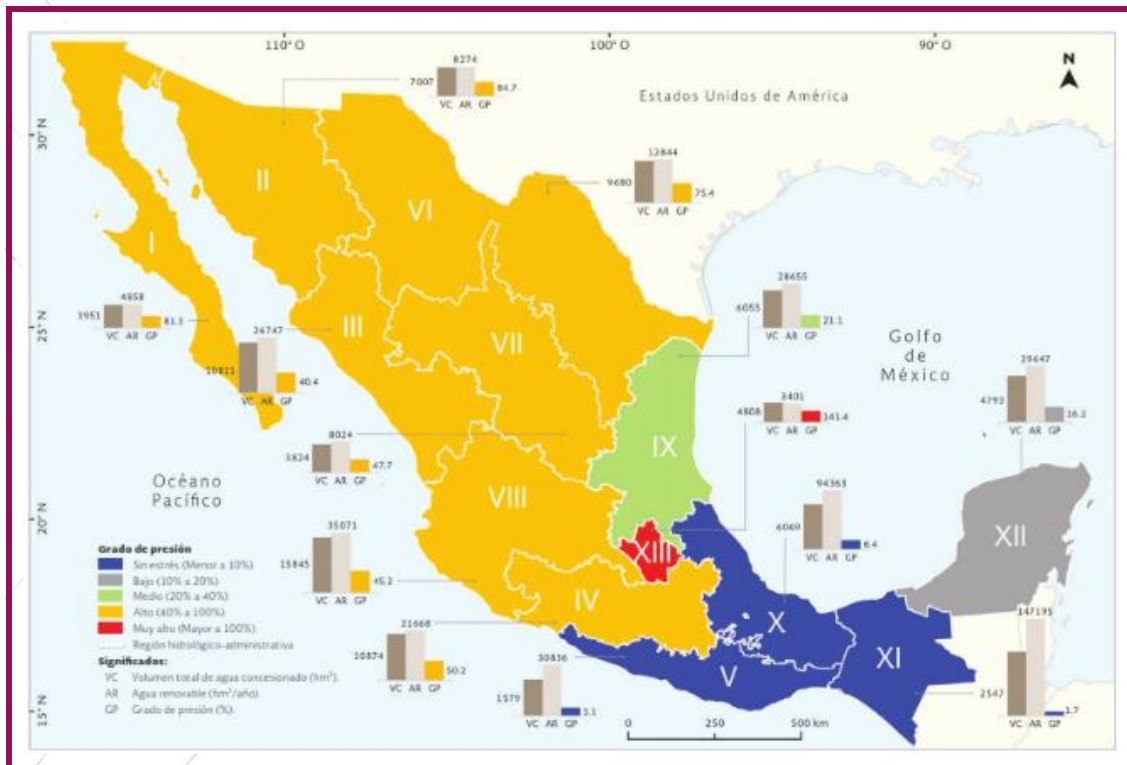 110° O
100° O
90° O
N
30° N
25° N
20° N
15° N
Estados Unidos de América
Golfo
de
México
Océano
Pacífico
8274
7007
84.7
VC AR GP
12844
9680
75.4
VC AR GP
4858
3951
81.3
VC AR GP
26747
10811
40.4
VC AR GP
28655
6055
21.1
VC AR GP
3401
4808
141.4
VC AR GP
29647
4793
16.2
VC AR GP
8024
3824
47.7
VC AR GP
94363
6069
6.4
VC AR GP
35071
15845
45.2
VC AR GP
21668
10874
50.2
VC AR GP
30836
1579
5.1
VC AR GP
147195
2547
1.7
VC AR GP
I
II
III
IV
V
VI
VII
VIII
IX
X
XI
XII
XIII
Grado de presión
Sin estrés (Menor a 10%)
Bajo (10% a 20%)
Medio (20% a 40%)
Alto (40% a 100%)
Muy alto (Mayor a 100%)
Región hidrológico-administrativa
Significados:
VC Volumen total de agua concesionado (hm³)
AR Agua renovable (hm³/año)
GP Grado de presión (%)
0 250 500 km